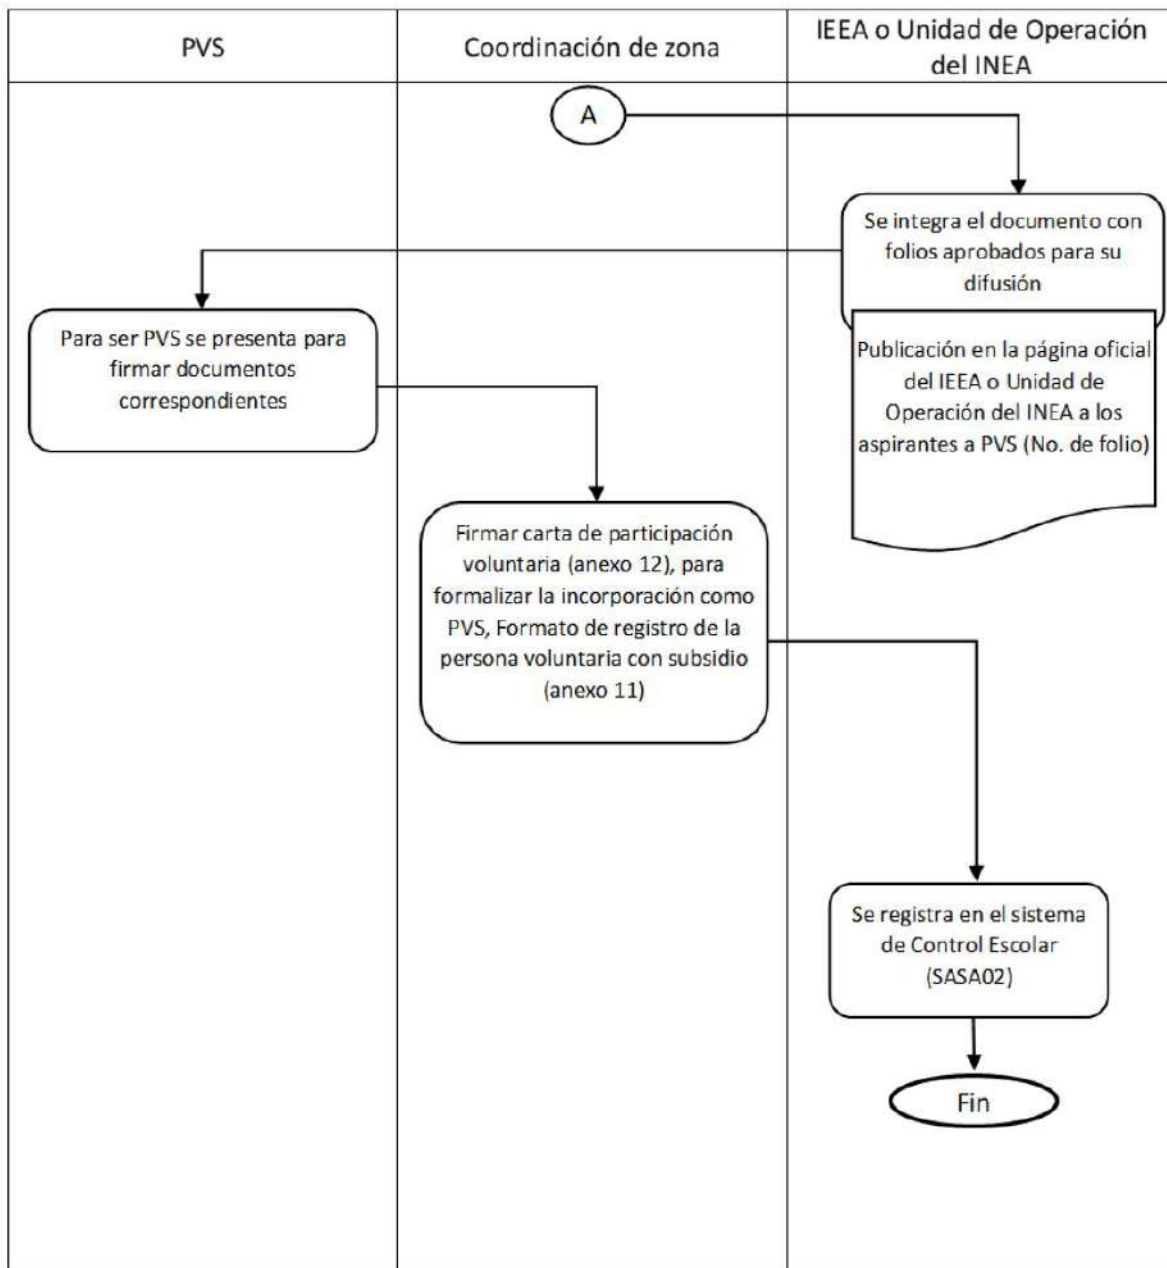 PVS
Coordinación de zona
IEEA o Unidad de Operación
del INEA
A
Se integra el documento con
folios aprobados para su
difusión
Publicación en la página oficial
del IEEA o Unidad de
Operación del INEA a los
aspirantes a PVS (No. de folio)
Para ser PVS se presenta para
firmar documentos
correspondientes
Firmar carta de participación
voluntaria (anexo 12), para
formalizar la incorporación como
PVS, Formato de registro de la
persona voluntaria con subsidio
(anexo 11)
Se registra en el sistema
de Control Escolar
(SASA02)
Fin